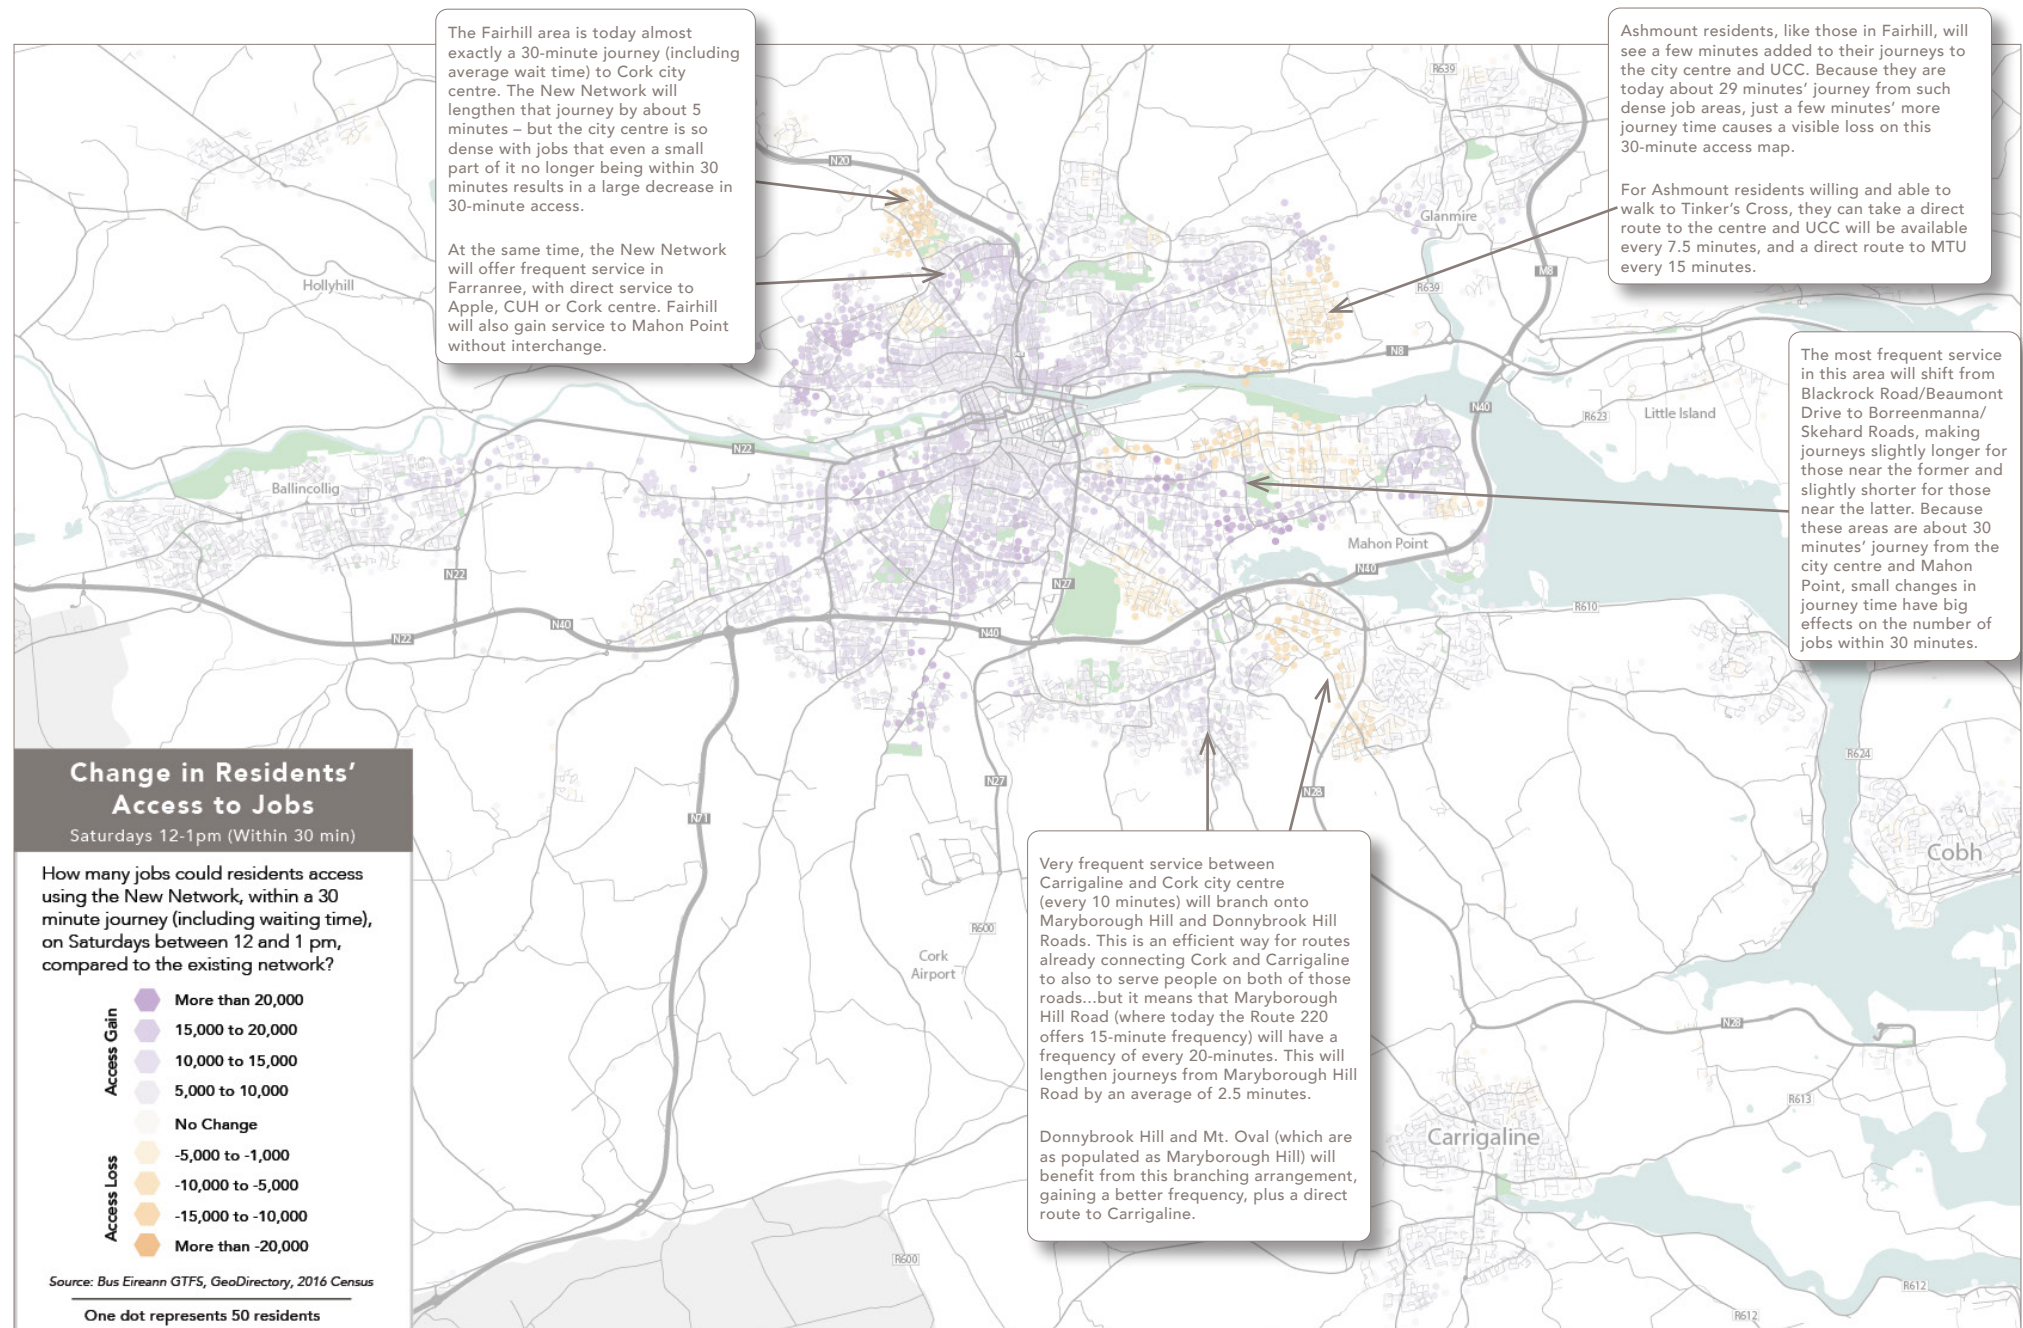 The Fairhill area is today almost
exactly a 30-minute journey (including
average wait time) to Cork city
centre. The New Network will
lengthen that journey by about 5
minutes – but the city centre is so
dense with jobs that even a small
part of it no longer being within 30
minutes results in a large decrease in
30-minute access.
At the same time, the New Network
will offer frequent service in
Farranree, with direct service to
Apple, CUH or Cork centre. Fairhill
will also gain service to Mahon Point
without interchange.
Ashmount residents, like those in Fairhill, will
see a few minutes added to their journeys to
the city centre and UCC. Because they are
today about 29 minutes’ journey from such
dense job areas, just a few minutes’ more
journey time causes a visible loss on this
30-minute access map.
For Ashmount residents willing and able to
walk to Tinker’s Cross, they can take a direct
route to the centre and UCC will be available
every 7.5 minutes, and a direct route to MTU
every 15 minutes.
The most frequent service
in this area will shift from
Blackrock Road/Beaumont
Drive to Borreenmanna/
Skehard Roads, making
journeys slightly longer for
those near the former and
slightly shorter for those
near the latter. Because
these areas are about 30
minutes’ journey from the
city centre and Mahon
Point, small changes in
journey time have big
effects on the number of
jobs within 30 minutes.
R639
N20
Glanmire
M8
Hollyhill
R639
N8
N40
R623
Little Island
N22
Ballincollig
Mahon Point
N40
N22
N27
R610
N40
N22
N40
R624
N27
N28
N71
Cobh
R600
Cork
Airport
N28
R613
Carrigaline
R600
R612
R612
Very frequent service between
Carrigaline and Cork city centre
(every 10 minutes) will branch onto
Maryborough Hill and Donnybrook Hill
Roads. This is an efficient way for routes
already connecting Cork and Carrigaline
to also to serve people on both of those
roads...but it means that Maryborough
Hill Road (where today the Route 220
offers 15-minute frequency) will have a
frequency of every 20-minutes. This will
lengthen journeys from Maryborough Hill
Road by an average of 2.5 minutes.
Donnybrook Hill and Mt. Oval (which are
as populated as Maryborough Hill) will
benefit from this branching arrangement,
gaining a better frequency, plus a direct
route to Carrigaline.
Change in Residents’
Access to Jobs
Saturdays 12-1pm (Within 30 min)
How many jobs could residents access
using the New Network, within a 30
minute journey (including waiting time),
on Saturdays between 12 and 1 pm,
compared to the existing network?
Access Gain
More than 20,000
15,000 to 20,000
10,000 to 15,000
5,000 to 10,000
No Change
Access Loss
-5,000 to -1,000
-10,000 to -5,000
-15,000 to -10,000
More than -20,000
Source: Bus Eireann GTFS, GeoDirectory, 2016 Census
One dot represents 50 residents